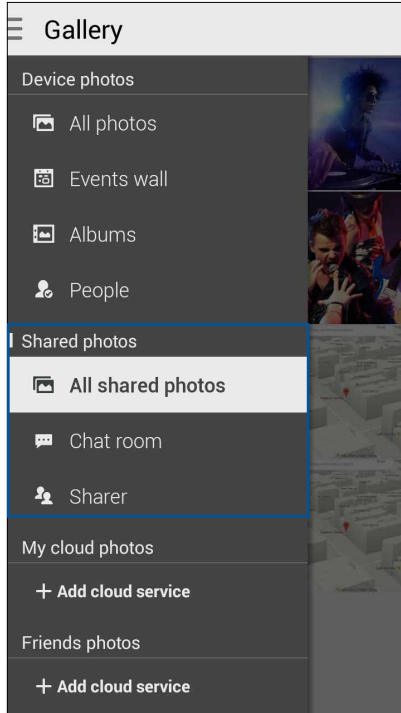 Gallery
Device photos
All photos
Events wall
Albums
People
Shared photos
All shared photos
Chat room
Sharer
My cloud photos
+ Add cloud service
Friends photos
+ Add cloud service